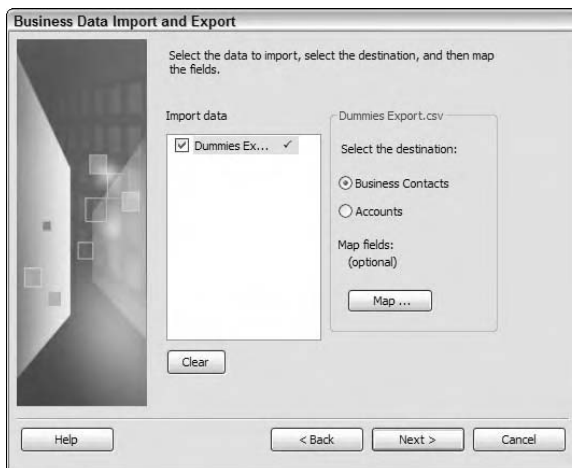 Business Data Import and Export
Select the data to import, select the destination, and then map
the fields.
Import data
Dummies Ex...
Dummies Export.csv
Select the destination:
Business Contacts
Accounts
Map fields:
(optional)
Map ...
Clear
Help
< Back
Next >
Cancel